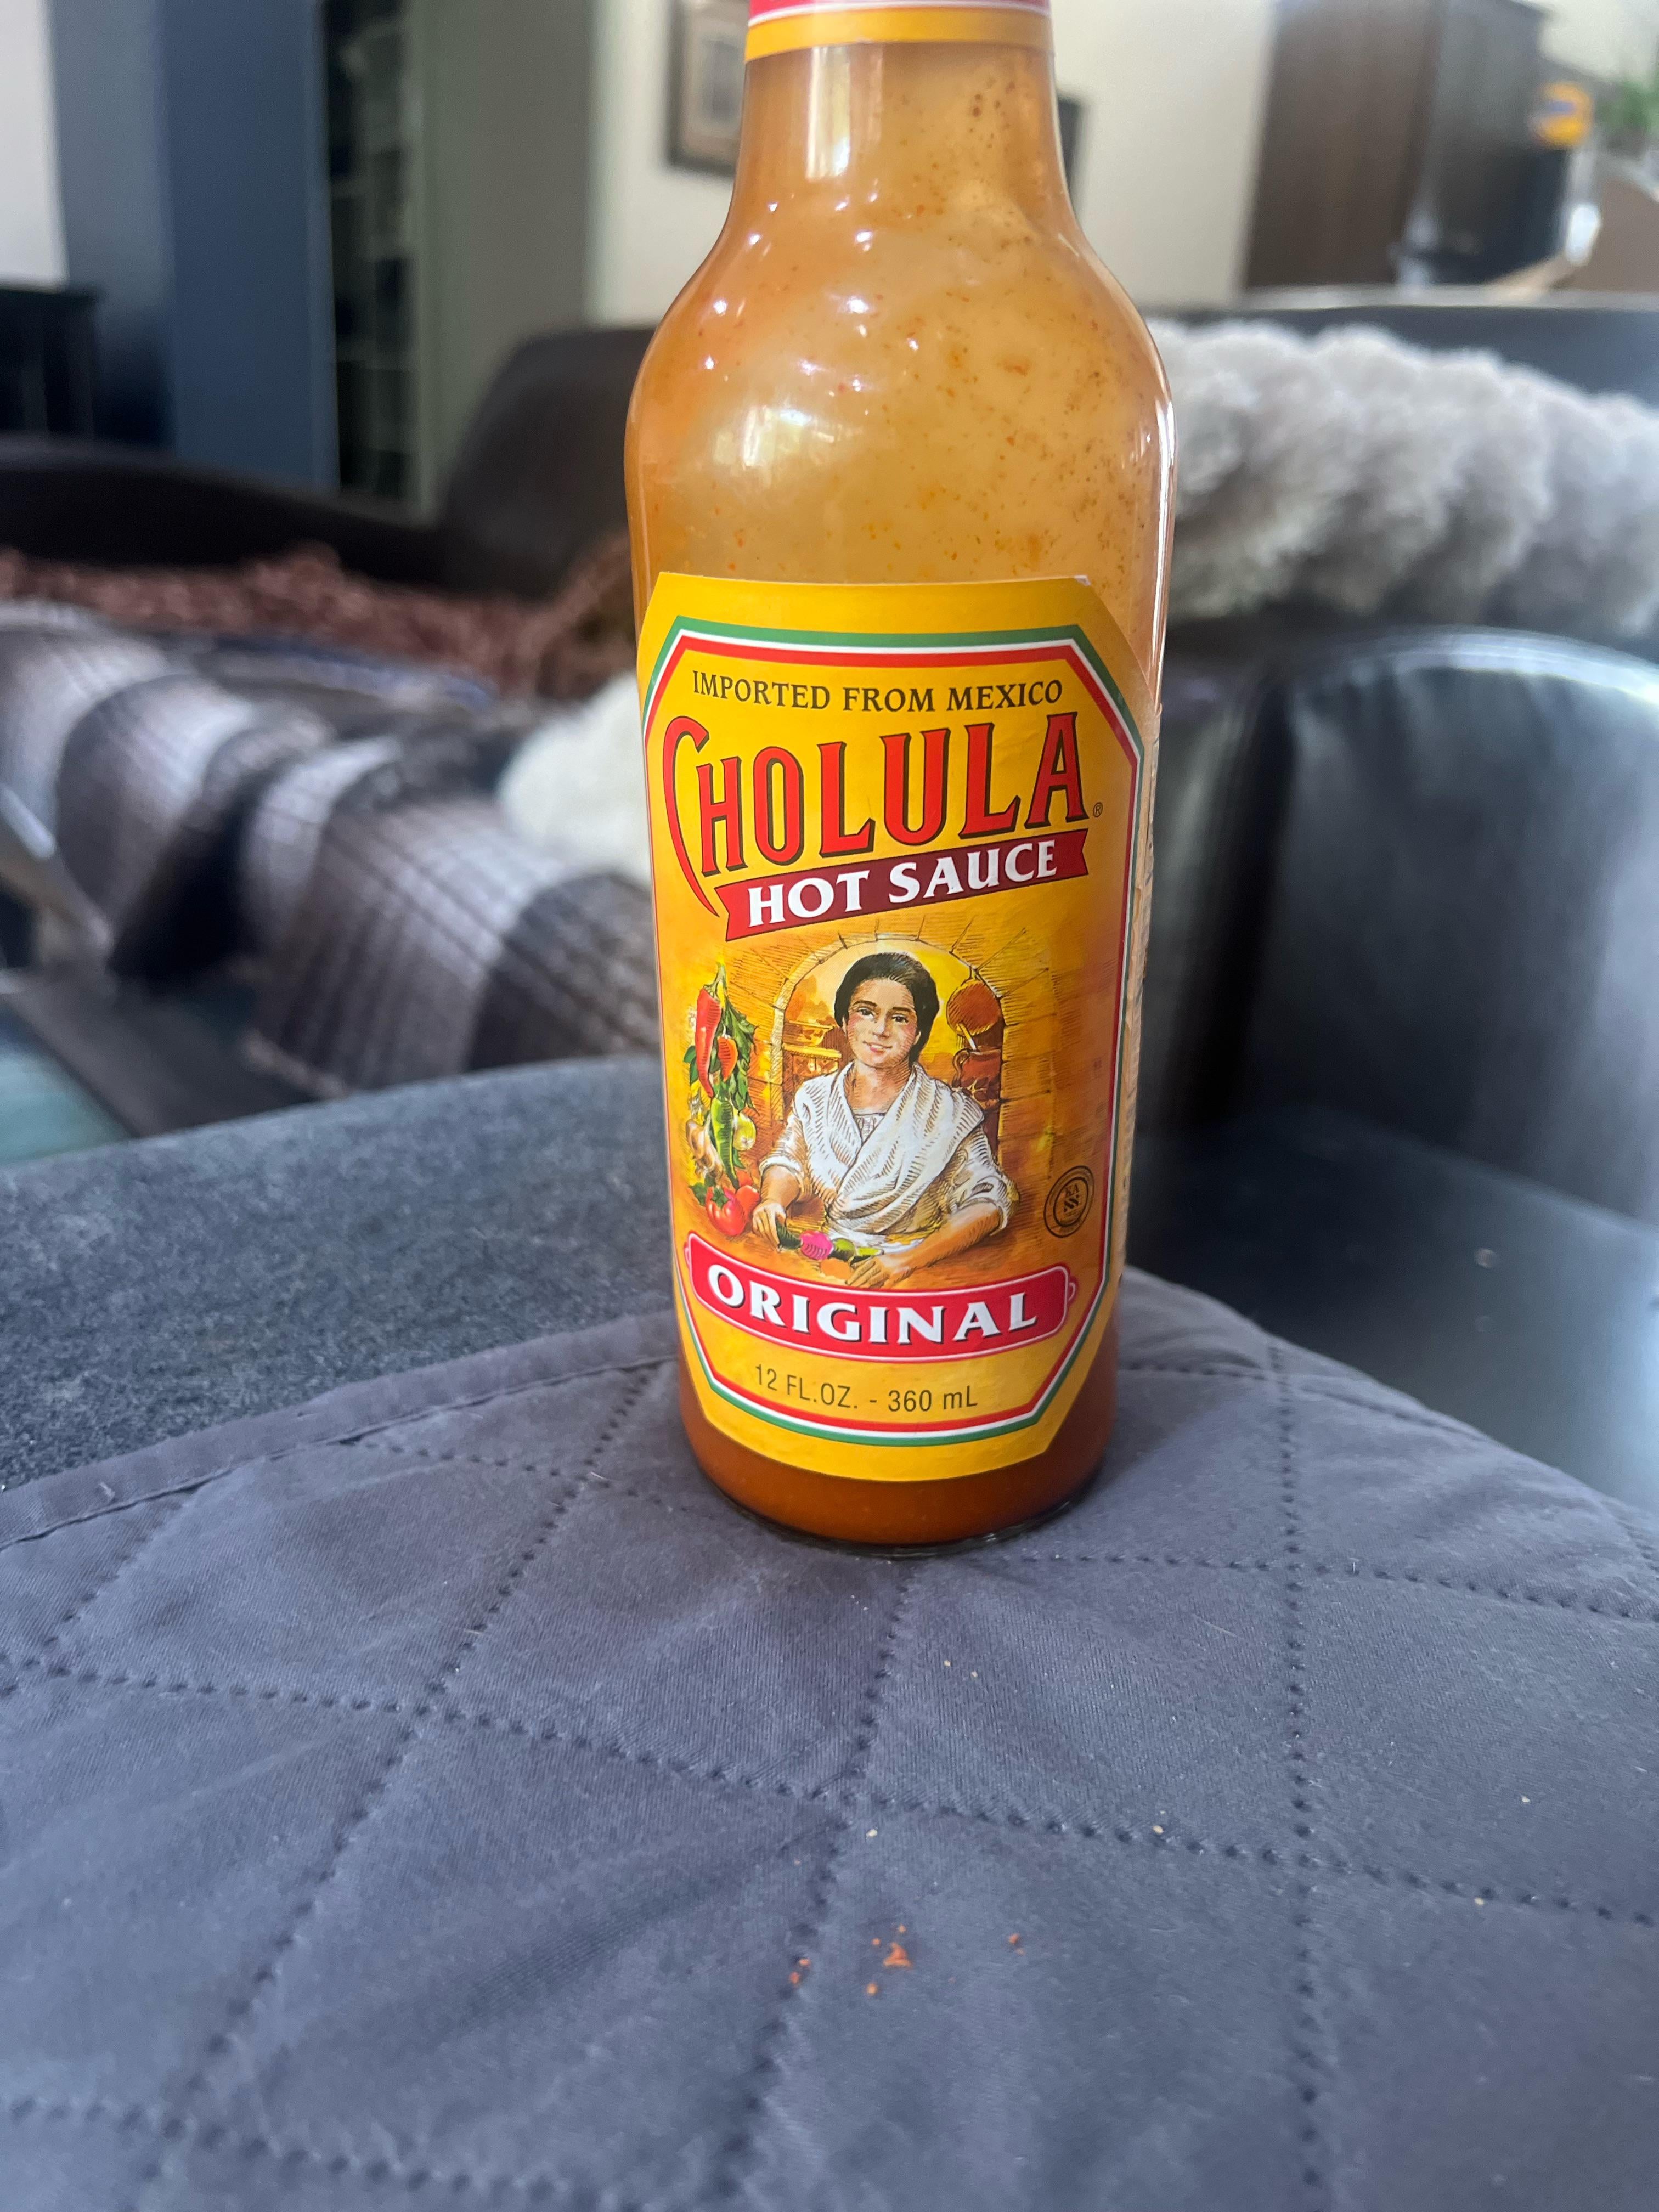 IMPORTED FROM MEXICO
CHOLULA®
HOT SAUCE
ORIGINAL
12 FL.OZ. - 360 mL